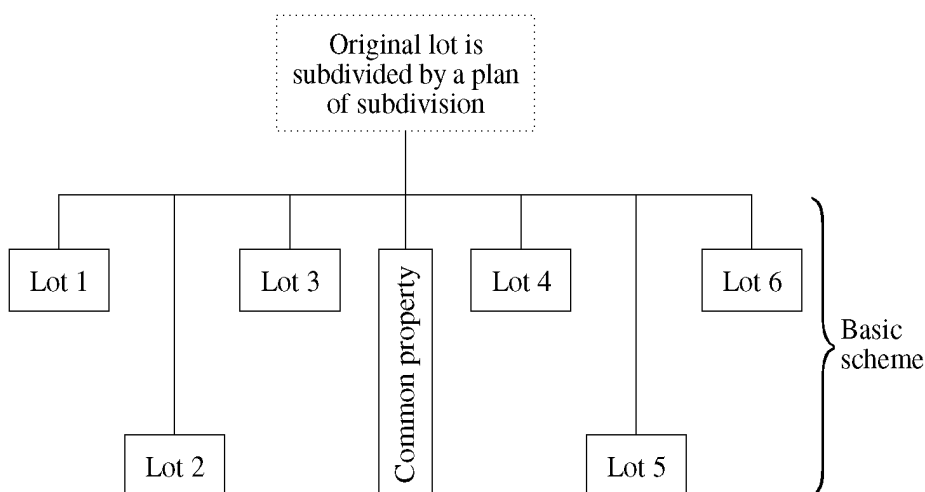 Original lot is
subdivided by a plan
of subdivision
Lot 1
Lot 3
Common property
Lot 4
Lot 6
Basic
scheme
Lot 2
Lot 5